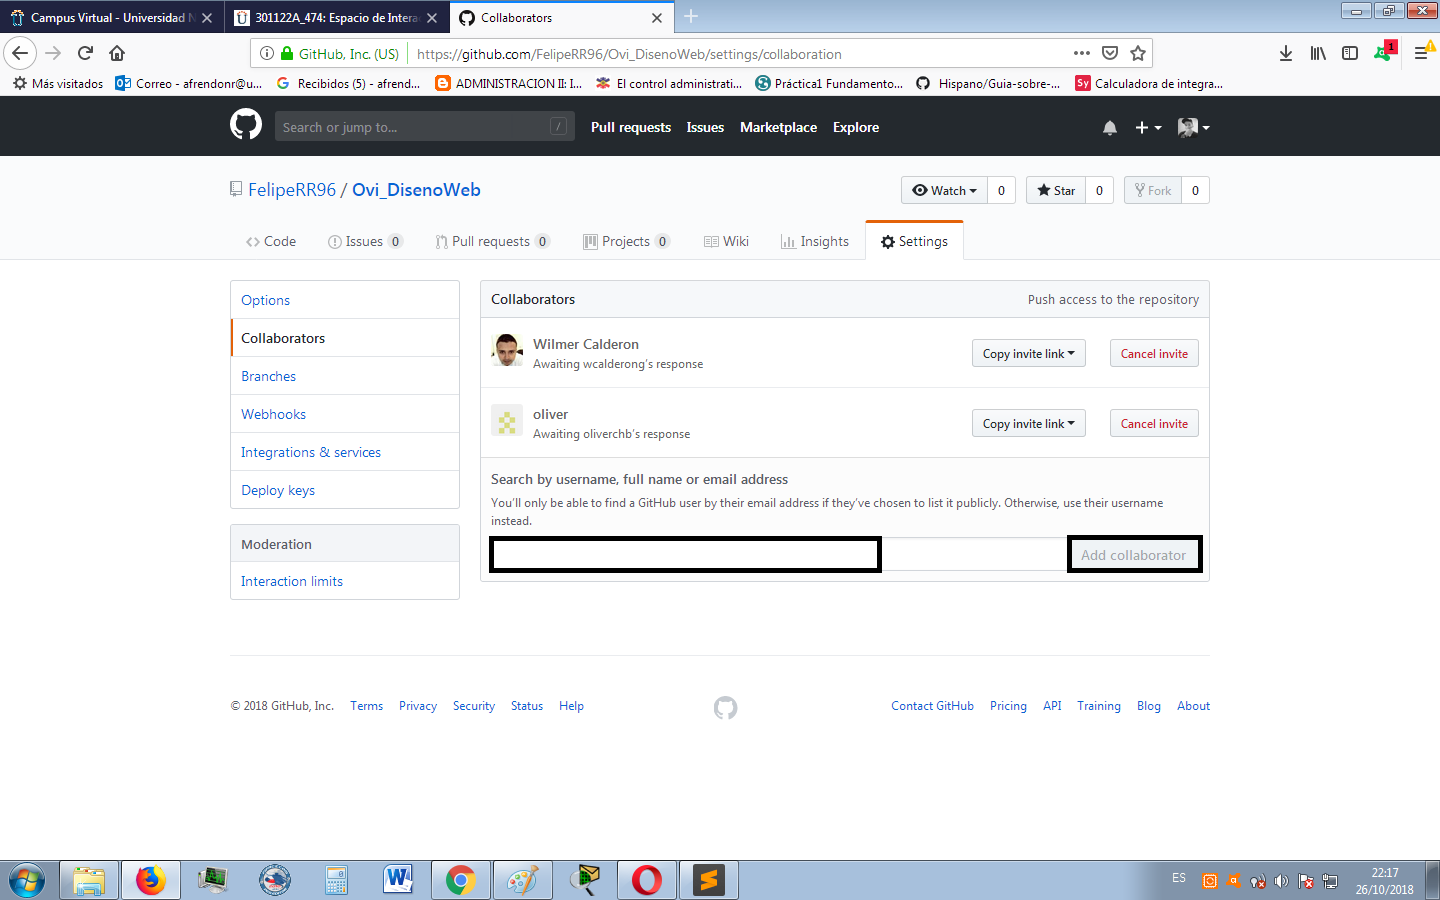 Campus Virtual - Universidad N
301122A_474: Espacio de Intera
Collaborators
GitHub, Inc. (US)
https://github.com/FelipeRR96/Ovi_DisenoWeb/settings/collaboration
1
Más visitados
Correo - afrendonr@u...
Recibidos (5) - afrend...
ADMINISTRACION II: I...
El control administrati...
Práctica1 Fundamento...
Hispano/Guia-sobre-...
Sy
Calculadora de integra...
Search or jump to...
/
Pull requests
Issues
Marketplace
Explore
FelipeRR96 / Ovi_DisenoWeb
Watch
0
Star
0
Fork
0
Code
Issues 0
Pull requests 0
Projects 0
Wiki
Insights
Settings
Options
Collaborators
Branches
Webhooks
Integrations & services
Deploy keys
Moderation
Interaction limits
Collaborators
Push access to the repository
Wilmer Calderon
Awaiting wcalderong's response
Copy invite link
Cancel invite
oliver
Awaiting oliverchb's response
Copy invite link
Cancel invite
Search by username, full name or email address
You'll only be able to find a GitHub user by their email address if they've chosen to list it publicly. Otherwise, use their username
instead.
Add collaborator
© 2018 GitHub, Inc.
Terms
Privacy
Security
Status
Help
Contact GitHub
Pricing
API
Training
Blog
About
ES
22:17
26/10/2018